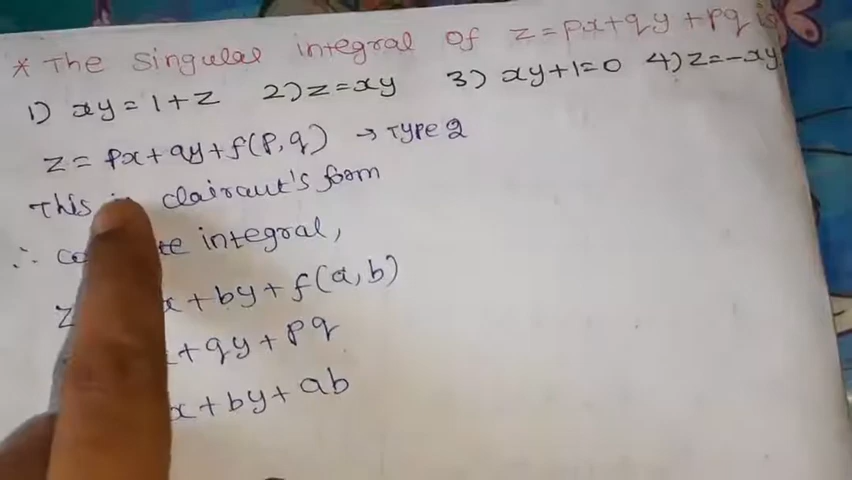 * The Singular integral of z=px+qy+pq is
1) xy=1+z 2) z=xy 3) xy+1=0 4) z=-xy
z = px+qy+f(p,q) → Type 2
This clairaut's form
∴ integral,
z x+by+f(a,b)
x+qy+pq
x+by+ab